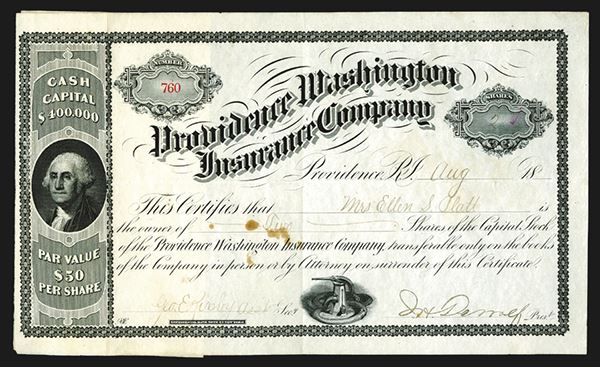 CASH
CAPITAL
$400.000
PAR VALUE
$50
PER SHARE
NUMBER
760
SHARES
Providence Washington
Insurance Company
Providence, R.I. Aug 18
This Certifies that Mrs Ellen S. is
the owner of Five Shares of the Capital Stock
of the Providence Washington Insurance Company, transferable only on the books
of the Company in person or by Attorney on surrender of this Certificate.
Geo. E. Secy
Prest